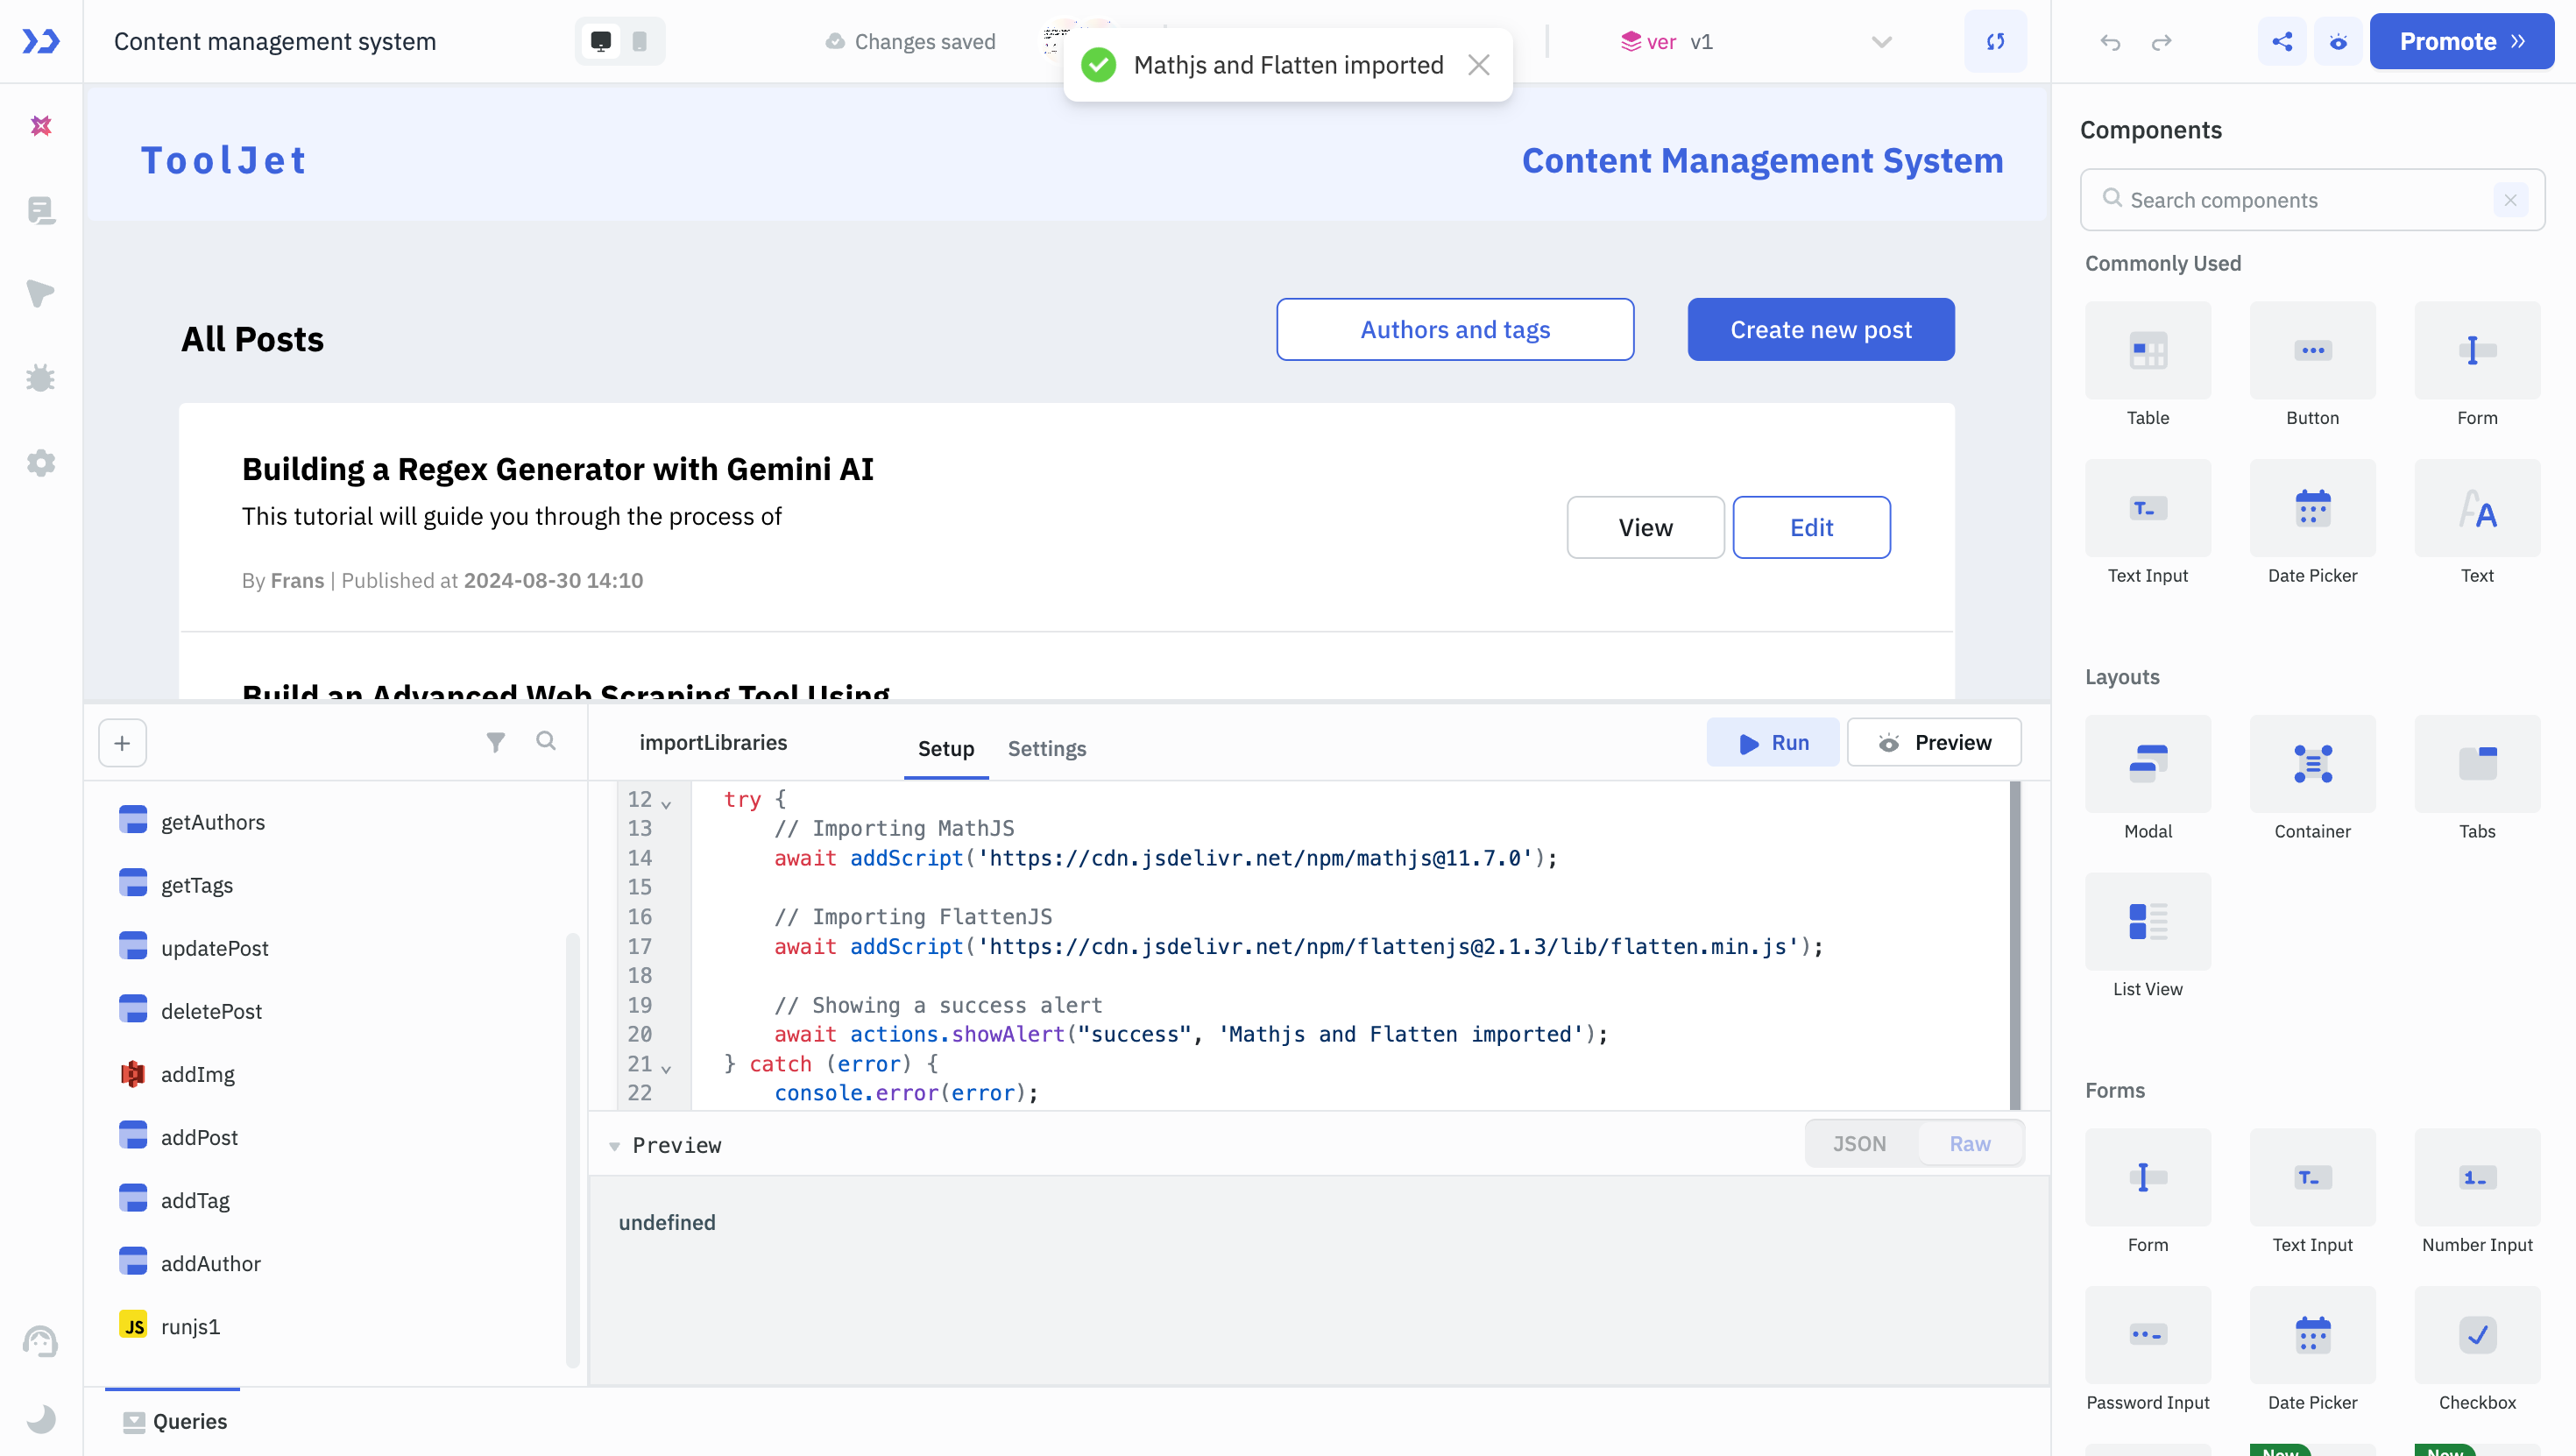 Content management system
Changes saved
ver v1
Promote
Mathjs and Flatten imported
ToolJet
Content Management System
All Posts
Authors and tags
Create new post
Building a Regex Generator with Gemini AI
This tutorial will guide you through the process of
By Frans | Published at 2024-08-30 14:10
View
Edit
Build an Advanced Web Scraping Tool Using
getAuthors
getTags
updatePost
deletePost
addImg
addPost
addTag
addAuthor
JS runjs1
Queries
importLibraries
Setup
Settings
Run
Preview
12 try {
13 // Importing MathJS
14 await addScript('https://cdn.jsdelivr.net/npm/mathjs@11.7.0');
15
16 // Importing FlattenJS
17 await addScript('https://cdn.jsdelivr.net/npm/flattenjs@2.1.3/lib/flatten.min.js');
18
19 // Showing a success alert
20 await actions.showAlert("success", 'Mathjs and Flatten imported');
21 } catch (error) {
22 console.error(error);
Preview
JSON
Raw
undefined
Components
Search components
Commonly Used
Table
Button
Form
Text Input
Date Picker
Text
Layouts
Modal
Container
Tabs
List View
Forms
Form
Text Input
Number Input
Password Input
Date Picker
Checkbox
New
New